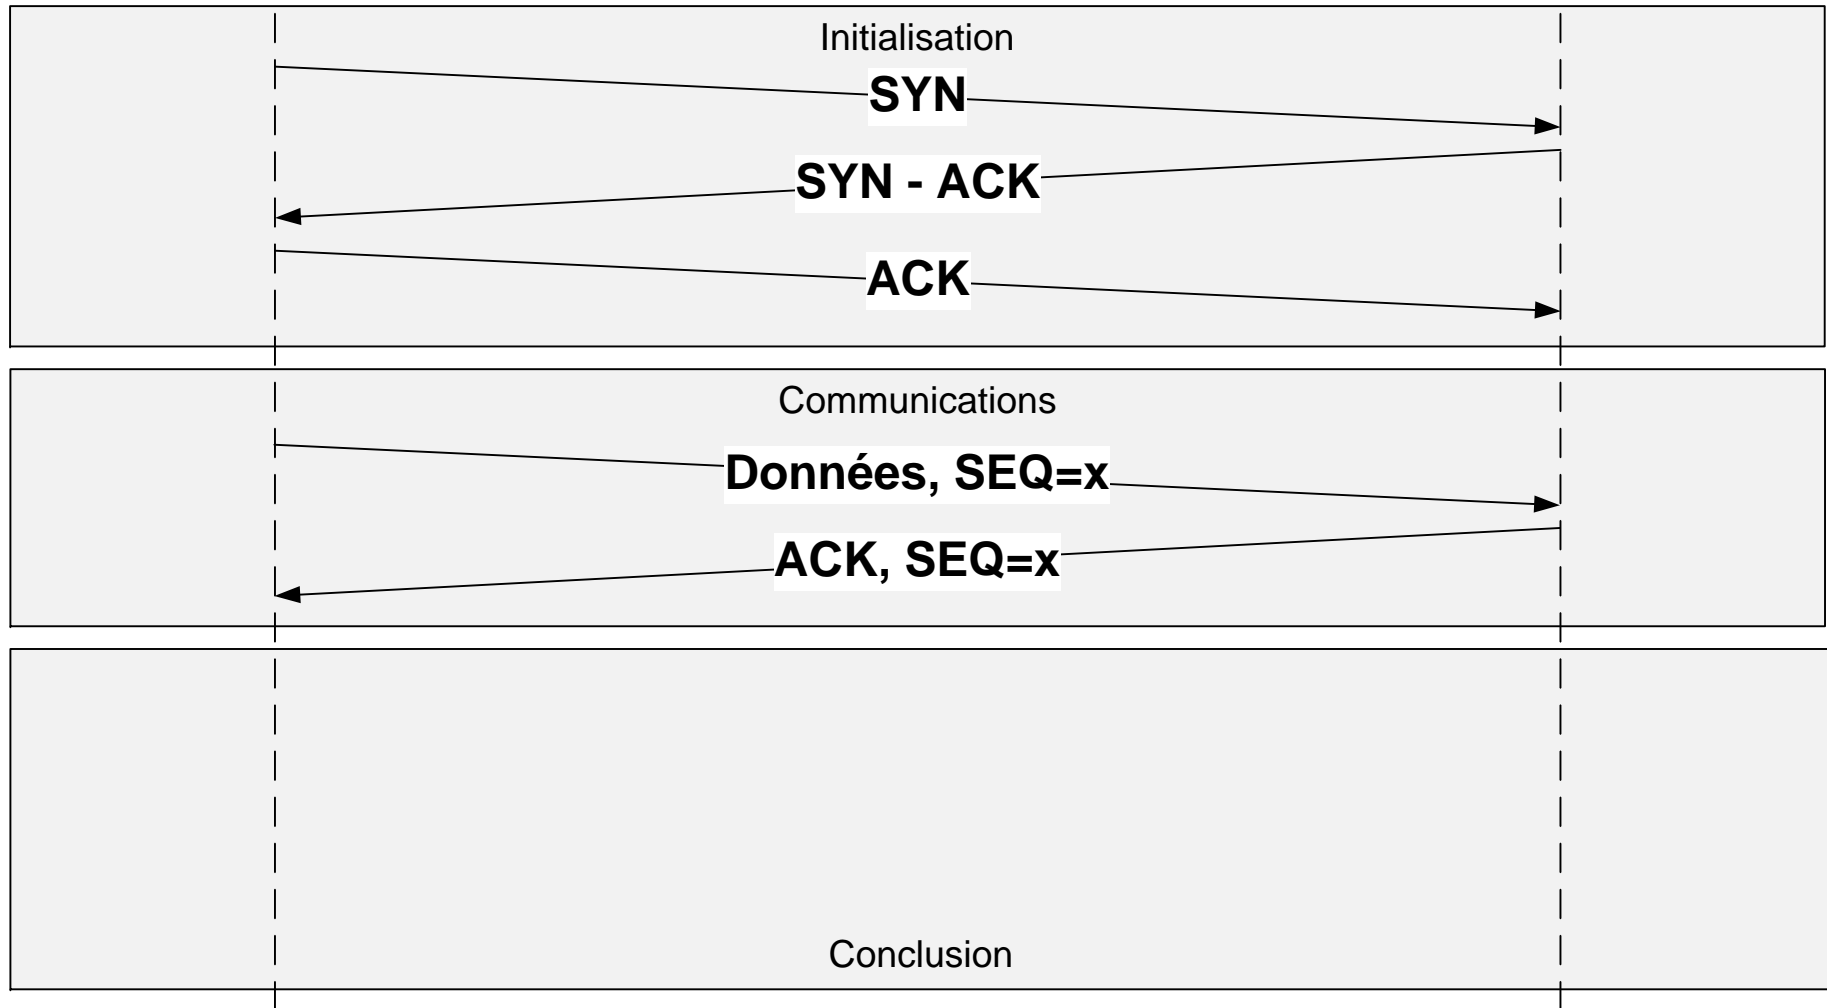 Initialisation
SYN
SYN - ACK
ACK
Communications
Données, SEQ=x
ACK, SEQ=x
Conclusion